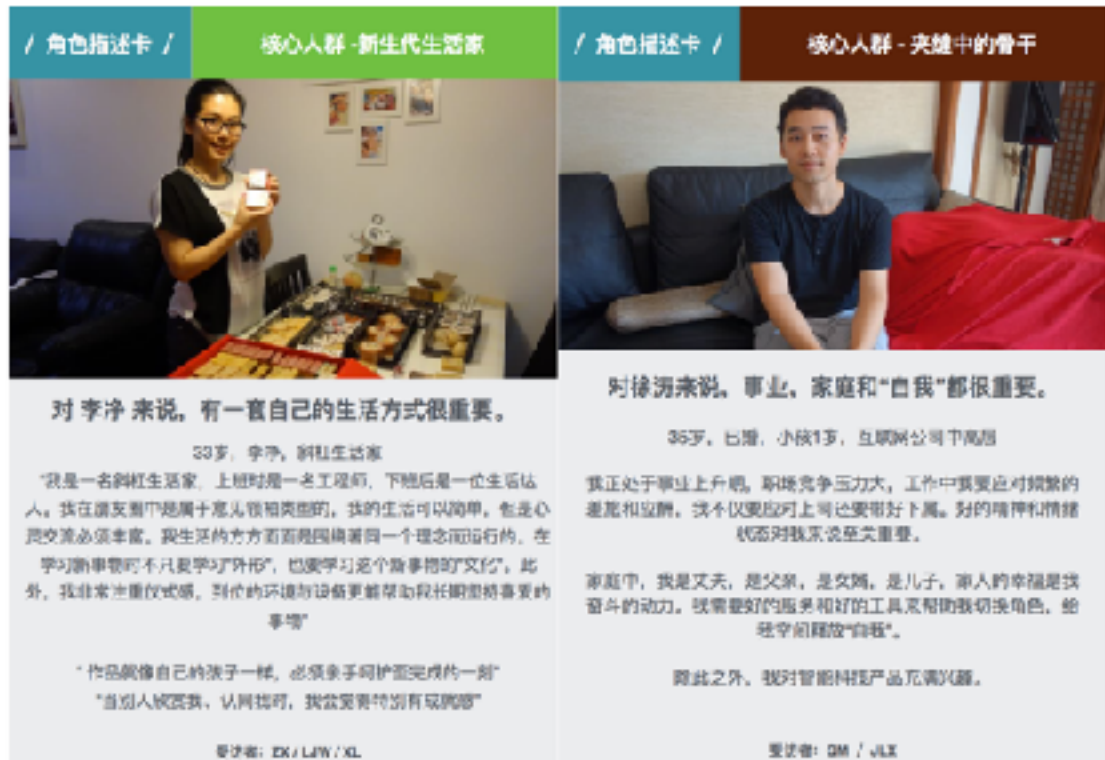 / 角色描述卡 /
核心人群 -新生代生活家
对 李净 来说，有一套自己的生活方式很重要。
33岁，李净，斜杠生活家
“我是一名斜杠生活家，上班时是一名工程师，下班后是一位生活达
人。我在朋友圈中是属于意见领袖类型的。我的生活可以简单，但是心
灵交流必须丰富。我生活的方方面面是围绕着同一个理念而运行的，在
学习新事物时不只要学习“外形”，也要学习这个新事物的“文化”。此
外，我非常注重仪式感，到位的环境与设备更能帮助我长期坚持喜爱的
事物”
“ 作品就像自己的孩子一样，必须亲手呵护至完成的一刻”
“当别人欣赏我、认同我时，我会觉得特别有成就感”
受访者：
/ 角色描述卡 /
核心人群 - 夹缝中的骨干
来说，事业，家庭和“自我”都很重要。
已婚，小孩1岁，互联网公司中高层
我正处于事业上升期，职场竞争压力大，工作中我要应对频繁的
差旅和应酬，我不仅要应对上司还要带好下属。好的精神和情绪
状态对我来说至关重要。
家庭中，我是丈夫，是父亲，是女婿，是儿子，家人的幸福是我
奋斗的动力。我需要好的服务和好的工具来帮助我切换角色，给
我空间释放“自我”。
除此之外，我对智能科技产品充满兴趣。
受访者：